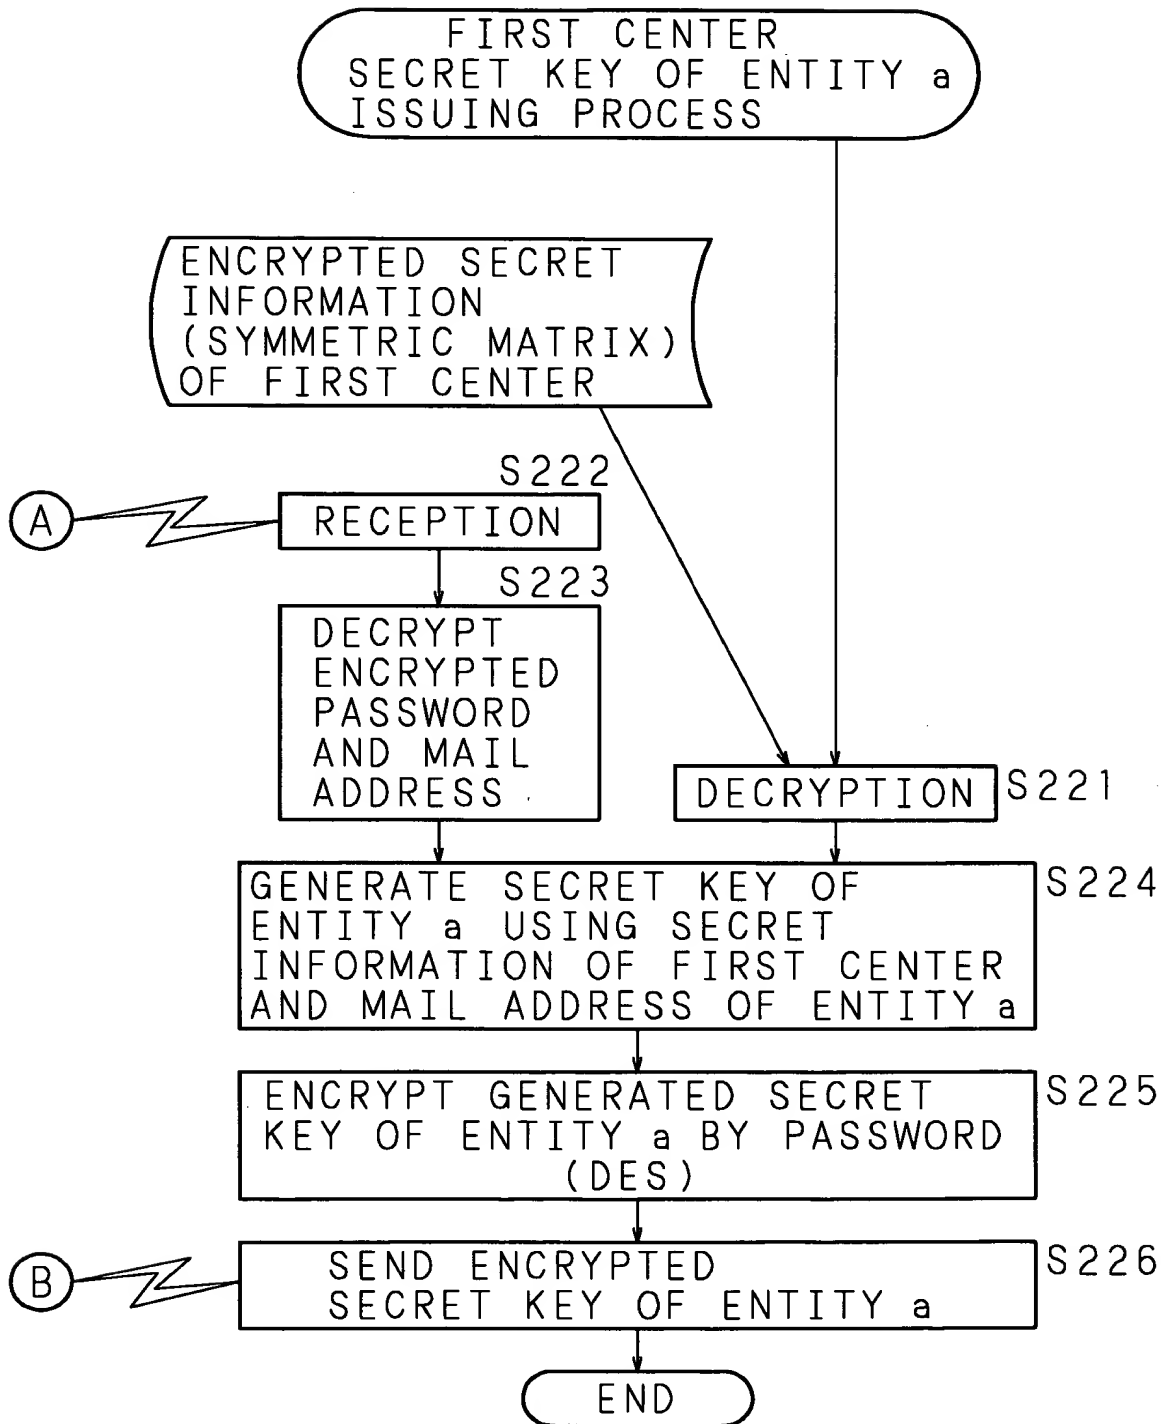 FIRST CENTER
SECRET KEY OF ENTITY a
ISSUING PROCESS
ENCRYPTED SECRET
INFORMATION
(SYMMETRIC MATRIX)
OF FIRST CENTER
S222
A
RECEPTION
S223
DECRYPT
ENCRYPTED
PASSWORD
AND MAIL
ADDRESS
DECRYPTION
S221
GENERATE SECRET KEY OF
ENTITY a USING SECRET
INFORMATION OF FIRST CENTER
AND MAIL ADDRESS OF ENTITY a
S224
ENCRYPT GENERATED SECRET
KEY OF ENTITY a BY PASSWORD
(DES)
S225
B
SEND ENCRYPTED
SECRET KEY OF ENTITY a
S226
END